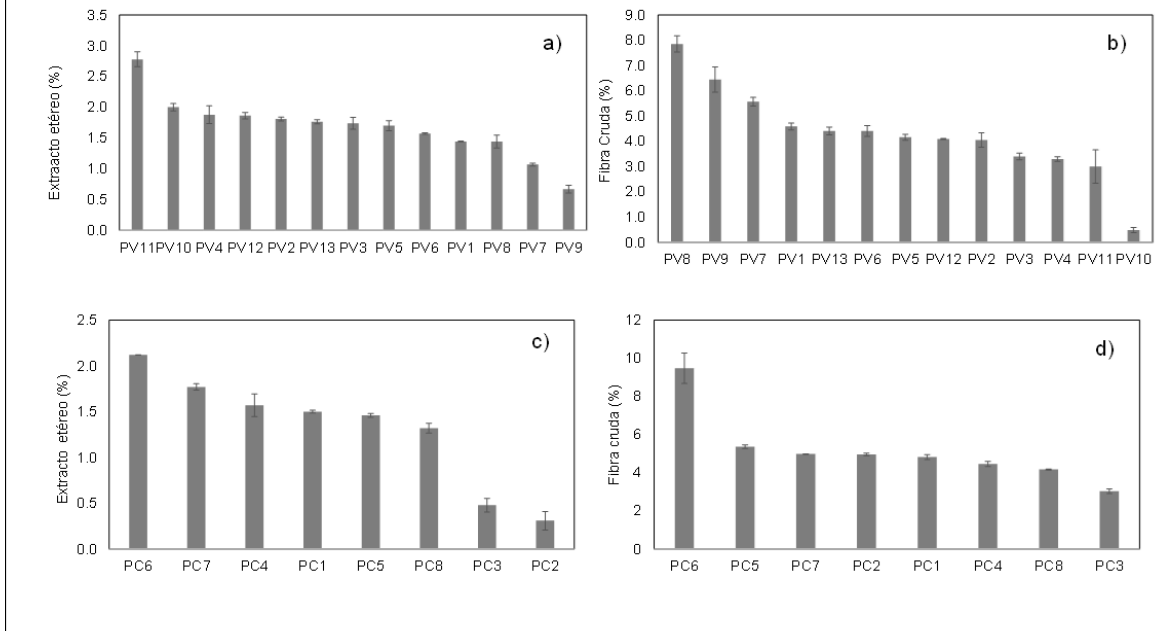 a)
Extraacto etéreo (%)
3.5
3.0
2.5
2.0
1.5
1.0
0.5
0.0
PV11 PV10 PV4 PV12 PV2 PV13 PV3 PV5 PV6 PV1 PV8 PV7 PV9
b)
Fibra Cruda (%)
9.0
8.0
7.0
6.0
5.0
4.0
3.0
2.0
1.0
0.0
PV8 PV9 PV7 PV1 PV13 PV6 PV5 PV12 PV2 PV3 PV4 PV11 PV10
c)
Extracto etéreo (%)
2.5
2.0
1.5
1.0
0.5
0.0
PC6 PC7 PC4 PC1 PC5 PC8 PC3 PC2
d)
Fibra cruda (%)
12
10
8
6
4
2
0
PC6 PC5 PC7 PC2 PC1 PC4 PC8 PC3